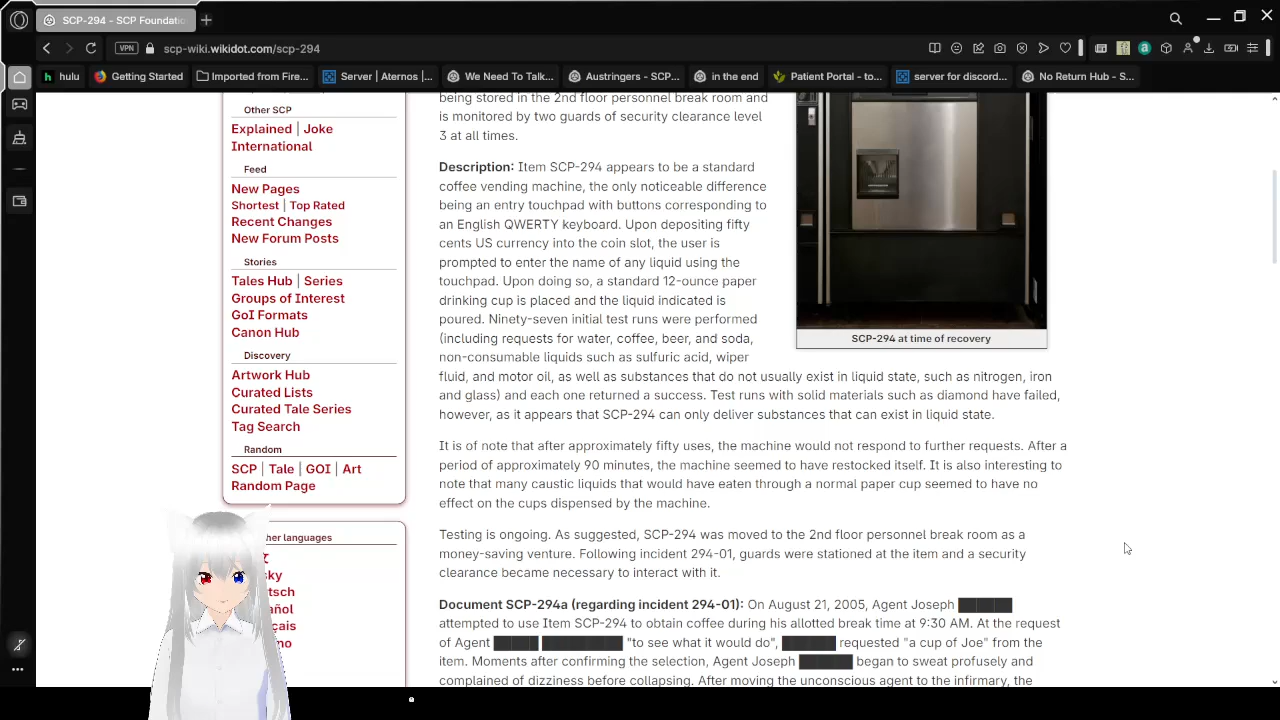 SCP-294 - SCP Foundatio
VPN
scp-wiki.wikidot.com/scp-294
hulu
Getting Started
Imported from Fire...
Server | Aternos |...
We Need To Talk...
Austringers - SCP...
in the end
Patient Portal - to...
server for discord...
No Return Hub - S...
Other SCP
Explained | Joke
International
Feed
New Pages
Shortest | Top Rated
Recent Changes
New Forum Posts
Stories
Tales Hub | Series
Groups of Interest
GoI Formats
Canon Hub
Discovery
Artwork Hub
Curated Lists
Curated Tale Series
Tag Search
Random
SCP | Tale | GOI | Art
Random Page
her languages
sky
tsch
añol
çais
no
being stored in the 2nd floor personnel break room and
is monitored by two guards of security clearance level
3 at all times.
Description: Item SCP-294 appears to be a standard
coffee vending machine, the only noticeable difference
being an entry touchpad with buttons corresponding to
an English QWERTY keyboard. Upon depositing fifty
cents US currency into the coin slot, the user is
prompted to enter the name of any liquid using the
touchpad. Upon doing so, a standard 12-ounce paper
drinking cup is placed and the liquid indicated is
poured. Ninety-seven initial test runs were performed
(including requests for water, coffee, beer, and soda,
non-consumable liquids such as sulfuric acid, wiper
fluid, and motor oil, as well as substances that do not usually exist in liquid state, such as nitrogen, iron
and glass) and each one returned a success. Test runs with solid materials such as diamond have failed,
however, as it appears that SCP-294 can only deliver substances that can exist in liquid state.
SCP-294 at time of recovery
It is of note that after approximately fifty uses, the machine would not respond to further requests. After a
period of approximately 90 minutes, the machine seemed to have restocked itself. It is also interesting to
note that many caustic liquids that would have eaten through a normal paper cup seemed to have no
effect on the cups dispensed by the machine.
Testing is ongoing. As suggested, SCP-294 was moved to the 2nd floor personnel break room as a
money-saving venture. Following incident 294-01, guards were stationed at the item and a security
clearance became necessary to interact with it.
Document SCP-294a (regarding incident 294-01): On August 21, 2005, Agent Joseph ██████
attempted to use Item SCP-294 to obtain coffee during his allotted break time at 9:30 AM. At the request
of Agent █████ █████████ "to see what it would do", ██████ requested "a cup of Joe" from the
item. Moments after confirming the selection, Agent Joseph ██████ began to sweat profusely and
complained of dizziness before collapsing. After moving the unconscious agent to the infirmary, the